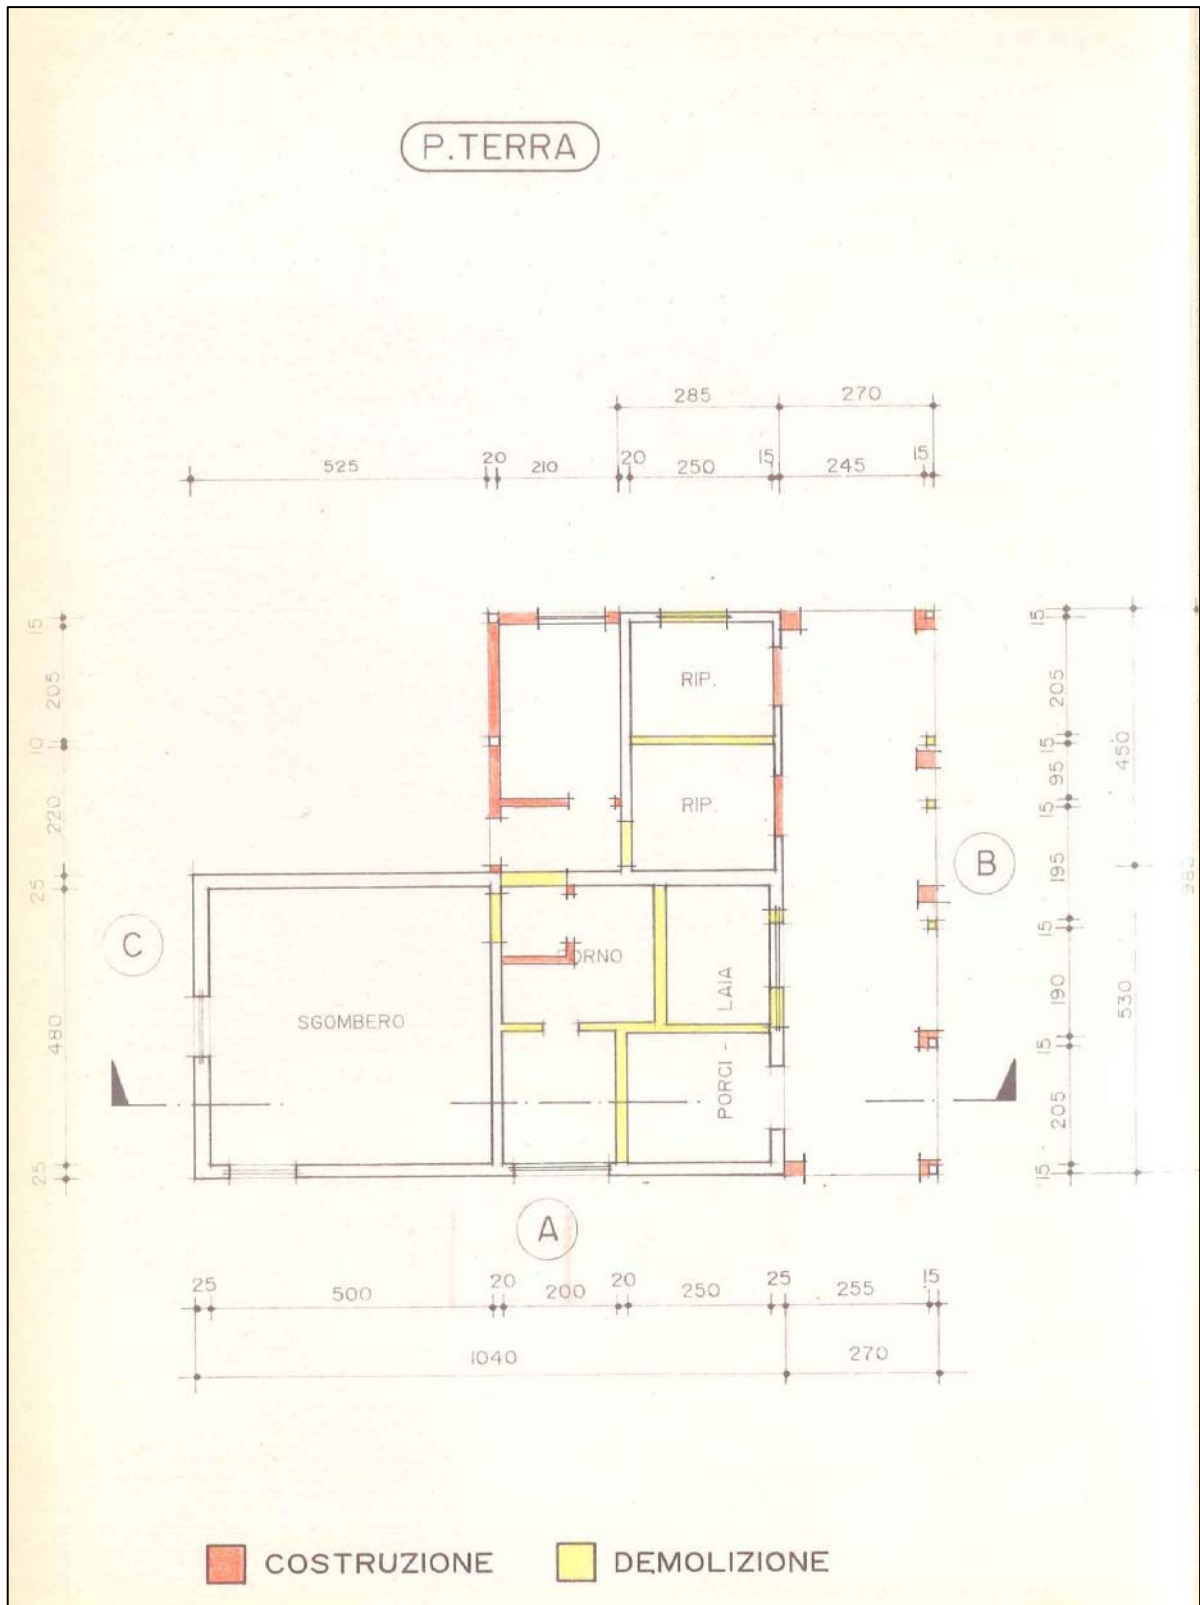 P.TERRA
285 270
525 20 210 20 250 15 245 15
15 205 10 220 25 480 25
RIP.
RIP.
FORNO
SGOMBERO
PORCI - LAIA
15 205 15 95 15 195 15 190 15 205 15
450 530
980
C
B
A
25 500 20 200 20 250 25 255 15
1040 270
COSTRUZIONE DEMOLIZIONE